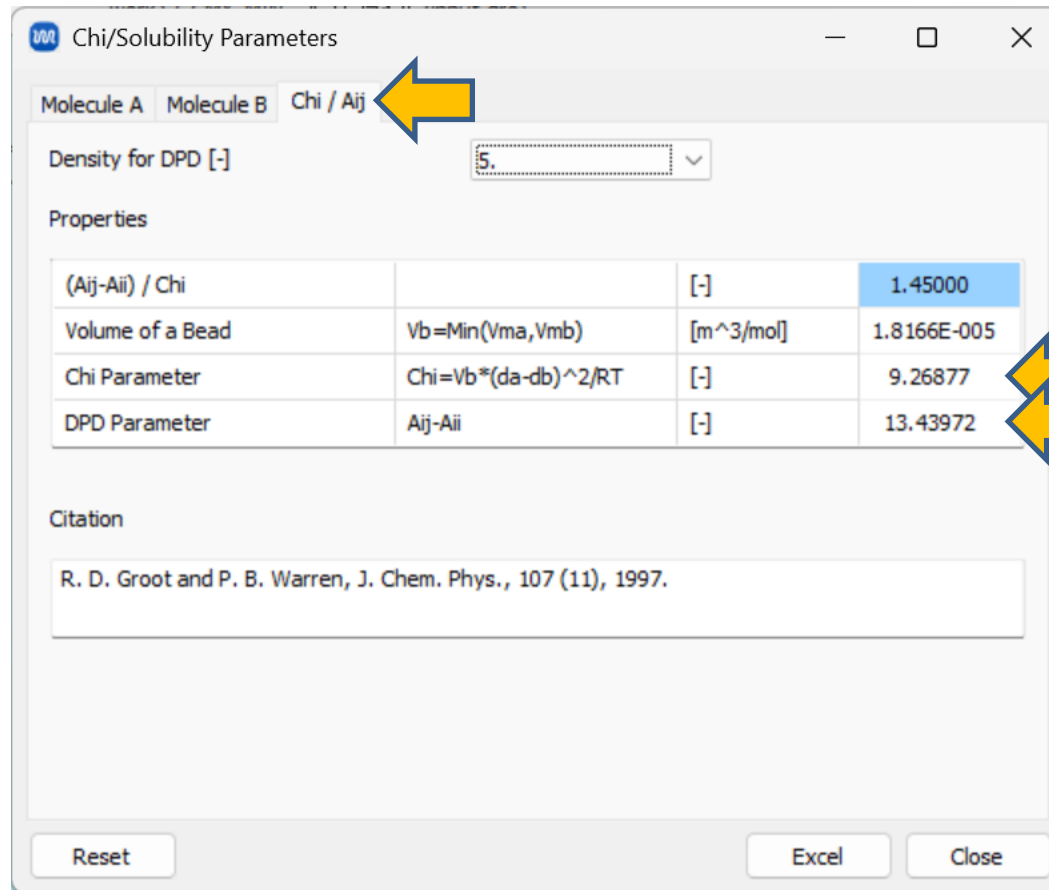 Chi/Solubility Parameters
Molecule A Molecule B Chi / Aij
Density for DPD [-] 5.
Properties
(Aij-Aii) / Chi [-] 1.45000
Volume of a Bead Vb=Min(Vma,Vmb) [m^3/mol] 1.8166E-005
Chi Parameter Chi=Vb*(da-db)^2/RT [-] 9.26877
DPD Parameter Aij-Aii [-] 13.43972
Citation
R. D. Groot and P. B. Warren, J. Chem. Phys., 107 (11), 1997.
Reset Excel Close